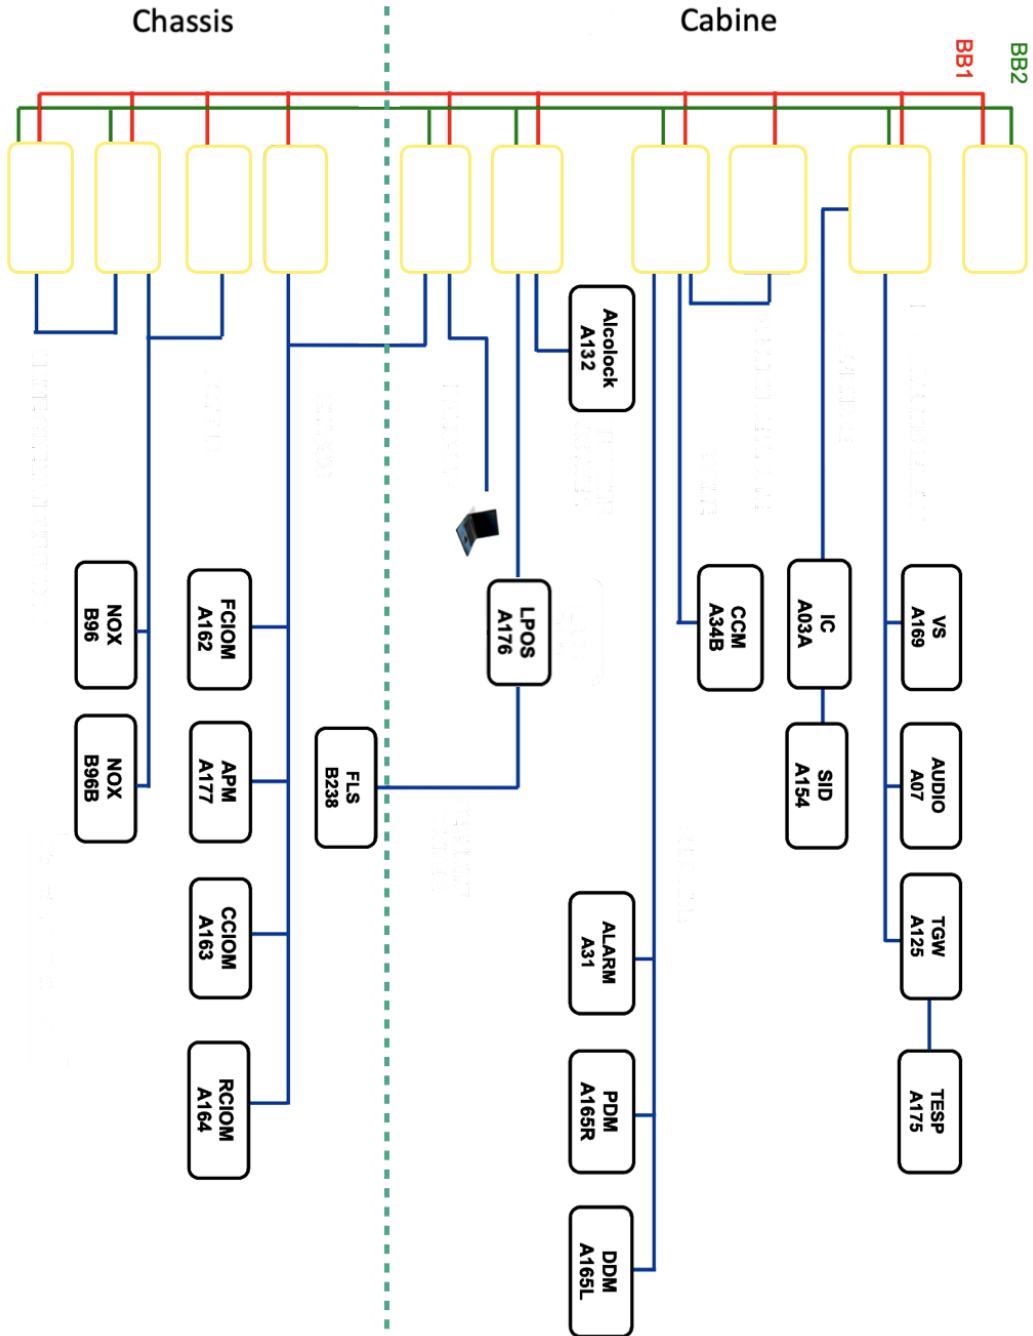 Chassis
Cabine
BB1
BB2
Alcolock
A132
NOX
B96
FCIOM
A162
LPOS
A176
CCM
A34B
IC
A03A
VS
A169
NOX
B96B
APM
A177
FLS
B238
SID
A154
AUDIO
A07
CCIOM
A163
ALARM
A31
TGW
A125
RCIOM
A164
PDM
A165R
TESP
A175
DDM
A165L